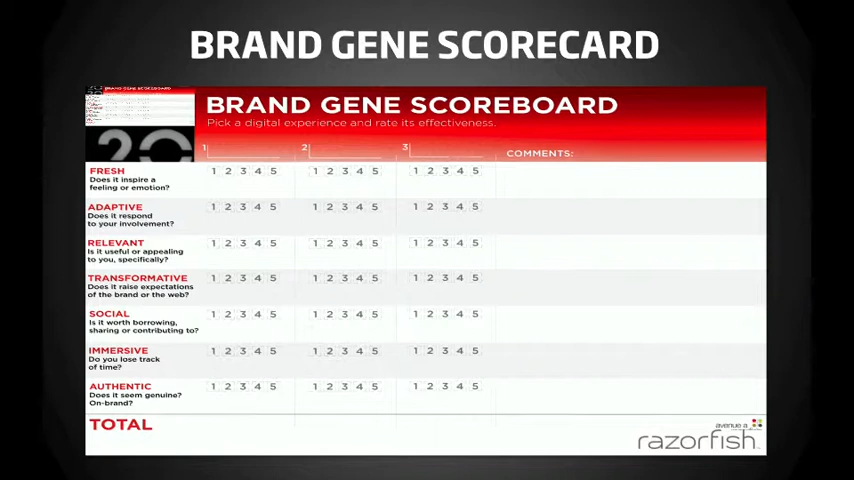 BRAND GENE SCORECARD
BRAND GENE SCOREBOARD
BRAND GENE SCOREBOARD
Pick a digital experience and rate its effectiveness.
20
1 2 3 COMMENTS:
FRESH 1 2 3 4 5 1 2 3 4 5 1 2 3 4 5
Does it inspire a
feeling or emotion?
ADAPTIVE 1 2 3 4 5 1 2 3 4 5 1 2 3 4 5
Does it respond
to your involvement?
RELEVANT 1 2 3 4 5 1 2 3 4 5 1 2 3 4 5
Is it useful or appealing
to you, specifically?
TRANSFORMATIVE 1 2 3 4 5 1 2 3 4 5 1 2 3 4 5
Does it raise expectations
of the brand or the web?
SOCIAL 1 2 3 4 5 1 2 3 4 5 1 2 3 4 5
Is it worth borrowing,
sharing or contributing to?
IMMERSIVE 1 2 3 4 5 1 2 3 4 5 1 2 3 4 5
Do you lose track
of time?
AUTHENTIC 1 2 3 4 5 1 2 3 4 5 1 2 3 4 5
Does it seem genuine?
On-brand?
TOTAL
avenue a
razorfish